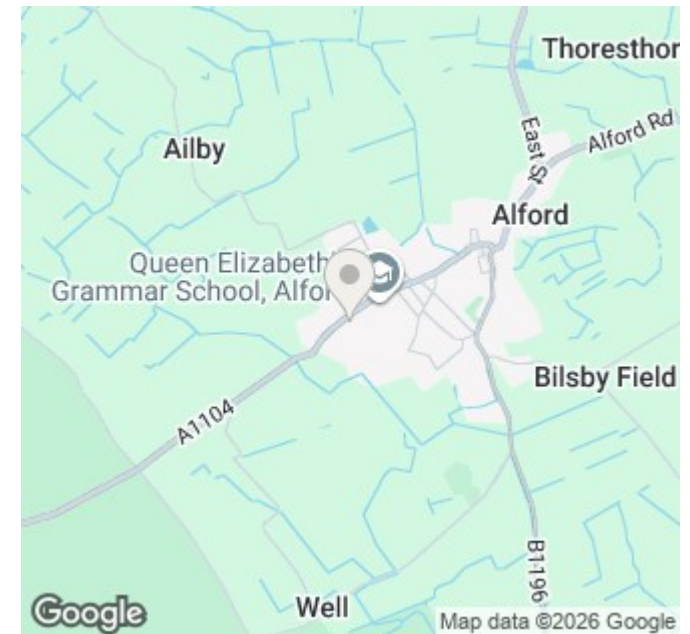 Thoresthor
East St
Alford Rd
Ailby
Alford
Queen Elizabeth'
Grammar School, Alfor
Bilsby Field
A1104
B1196
Well
Google
Map data ©2026 Google